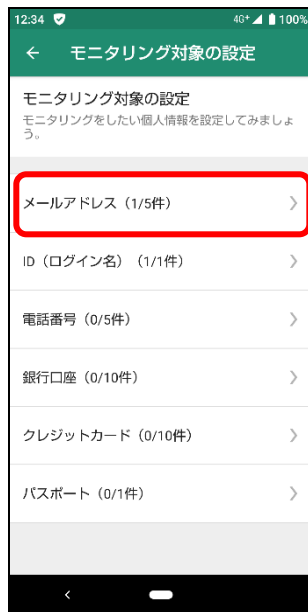 12:34 4G+ 100%
← モニタリング対象の設定
モニタリング対象の設定
モニタリングをしたい個人情報を設定してみましょ
う。
メールアドレス（1/5件）
ID（ログイン名）（1/1件）
電話番号（0/5件）
銀行口座（0/10件）
クレジットカード（0/10件）
パスポート（0/1件）